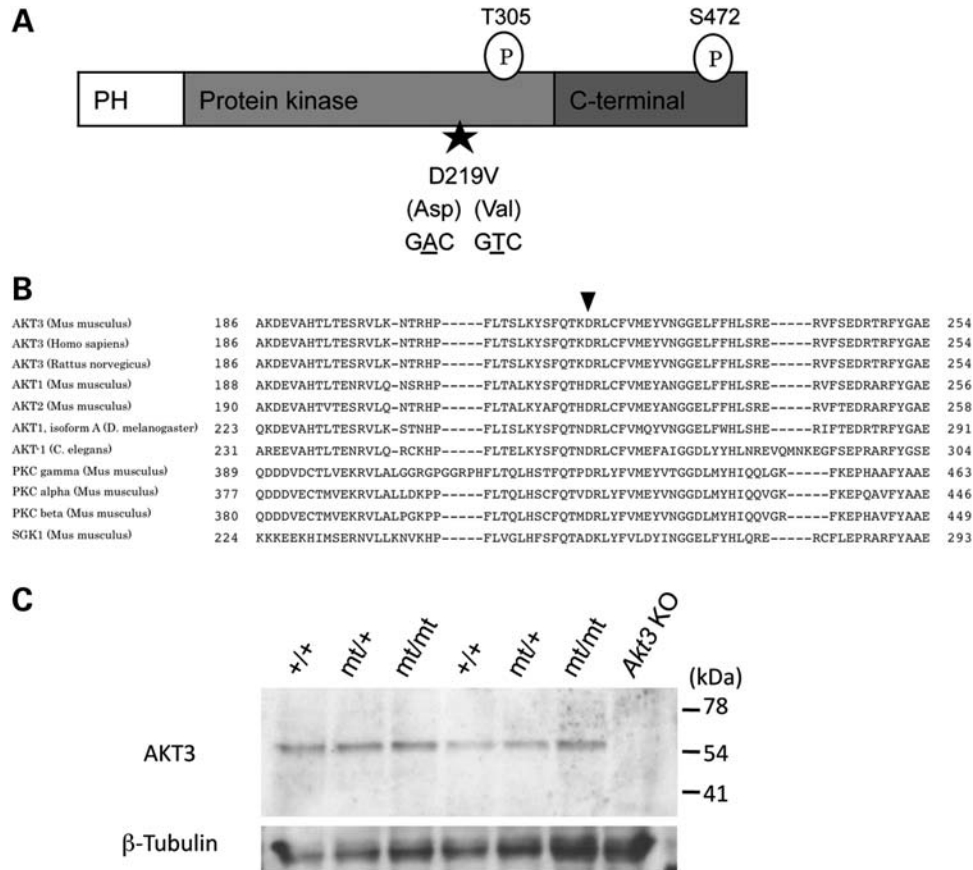 A
T305 S472
P P
PH Protein kinase C-terminal
D219V
(Asp) (Val)
GAC GTC
B
AKT3 (Mus musculus) 186 AKDEVAHTLTESRVLK-NTRHP-----FLTSLKYSFQTKDRLCFVMEYVNGGELFFHLSRE-----RVFSEDRTRFYGAE 254
AKT3 (Homo sapiens) 186 AKDEVAHTLTESRVLK-NTRHP-----FLTSLKYSFQTKDRLCFVMEYVNGGELFFHLSRE-----RVFSEDRTRFYGAE 254
AKT3 (Rattus norvegicus) 186 AKDEVAHTLTESRVLK-NTRHP-----FLTSLKYSFQTKDRLCFVMEYVNGGELFFHLSRE-----RVFSEDRTRFYGAE 254
AKT1 (Mus musculus) 188 AKDEVAHTLTENRVLQ-NSRHP-----FLTALKYSFQTHDRLCFVMEYANGGELFFHLSRE-----RVFSEDRARFYGAE 256
AKT2 (Mus musculus) 190 AKDEVAHTVTESRVLQ-NTRHP-----FLTALKYAFQTHDRLCFVMEYANGGELFFHLSRE-----RVFTEDRARFYGAE 258
AKT1, isoform A (D. melanogaster) 223 QKDEVAHTLTESRVLK-STNHP-----FLISLKYSFQTNDRLCFVMQYVNGGELFWHLSHE-----RIFTEDRTRFYGAE 291
AKT-1 (C. elegans) 231 AREEVAHTLTENRVLQ-RCKHP-----FLTELKYSFQTNDRLCFVMEFAIGGDLYYHLNREVQMNKEGFSEPRARFYGSE 304
PKC gamma (Mus musculus) 389 QDDDVDCTLVEKRVLALGGRGPGGRPHFLTQLHSTFQTPDRLYFVMEYVTGGDLMYHIQQLGK-----FKEPHAAFYAAE 463
PKC alpha (Mus musculus) 377 QDDDVECTMVEKRVLALLDKPP-----FLTQLHSCFQTVDRLYFVMEYVNGGDLMYHIQQVGK-----FKEPQAVFYAAE 446
PKC beta (Mus musculus) 380 QDDDVECTMVEKRVLALPGKPP-----FLTQLHSCFQTMDRLYFVMEYVNGGDLMYHIQQVGR-----FKEPHAVFYAAE 449
SGK1 (Mus musculus) 224 KKKEEKHIMSERNVLLKNVKHP-----FLVGLHFSFQTADKLYFVLDYINGGELFYHLQRE-----RCFLEPRARFYAAE 293
C
+/+ mt/+ mt/mt +/+ mt/+ mt/mt Akt3 KO
(kDa)
78
AKT3 54
41
β-Tubulin